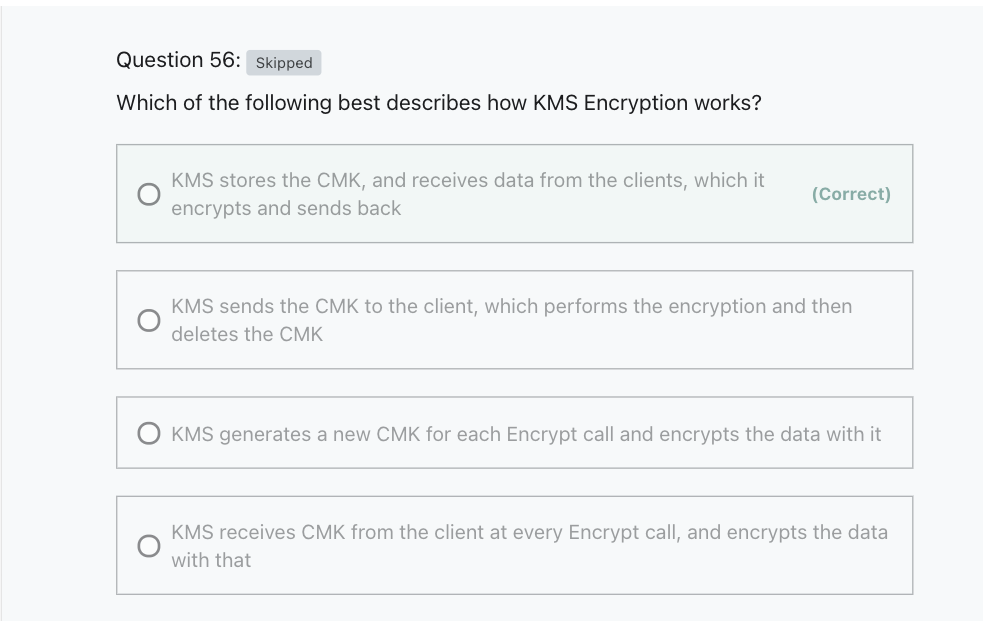 Question 56: Skipped
Which of the following best describes how KMS Encryption works?
KMS stores the CMK, and receives data from the clients, which it
encrypts and sends back
(Correct)
KMS sends the CMK to the client, which performs the encryption and then
deletes the CMK
KMS generates a new CMK for each Encrypt call and encrypts the data with it
KMS receives CMK from the client at every Encrypt call, and encrypts the data
with that